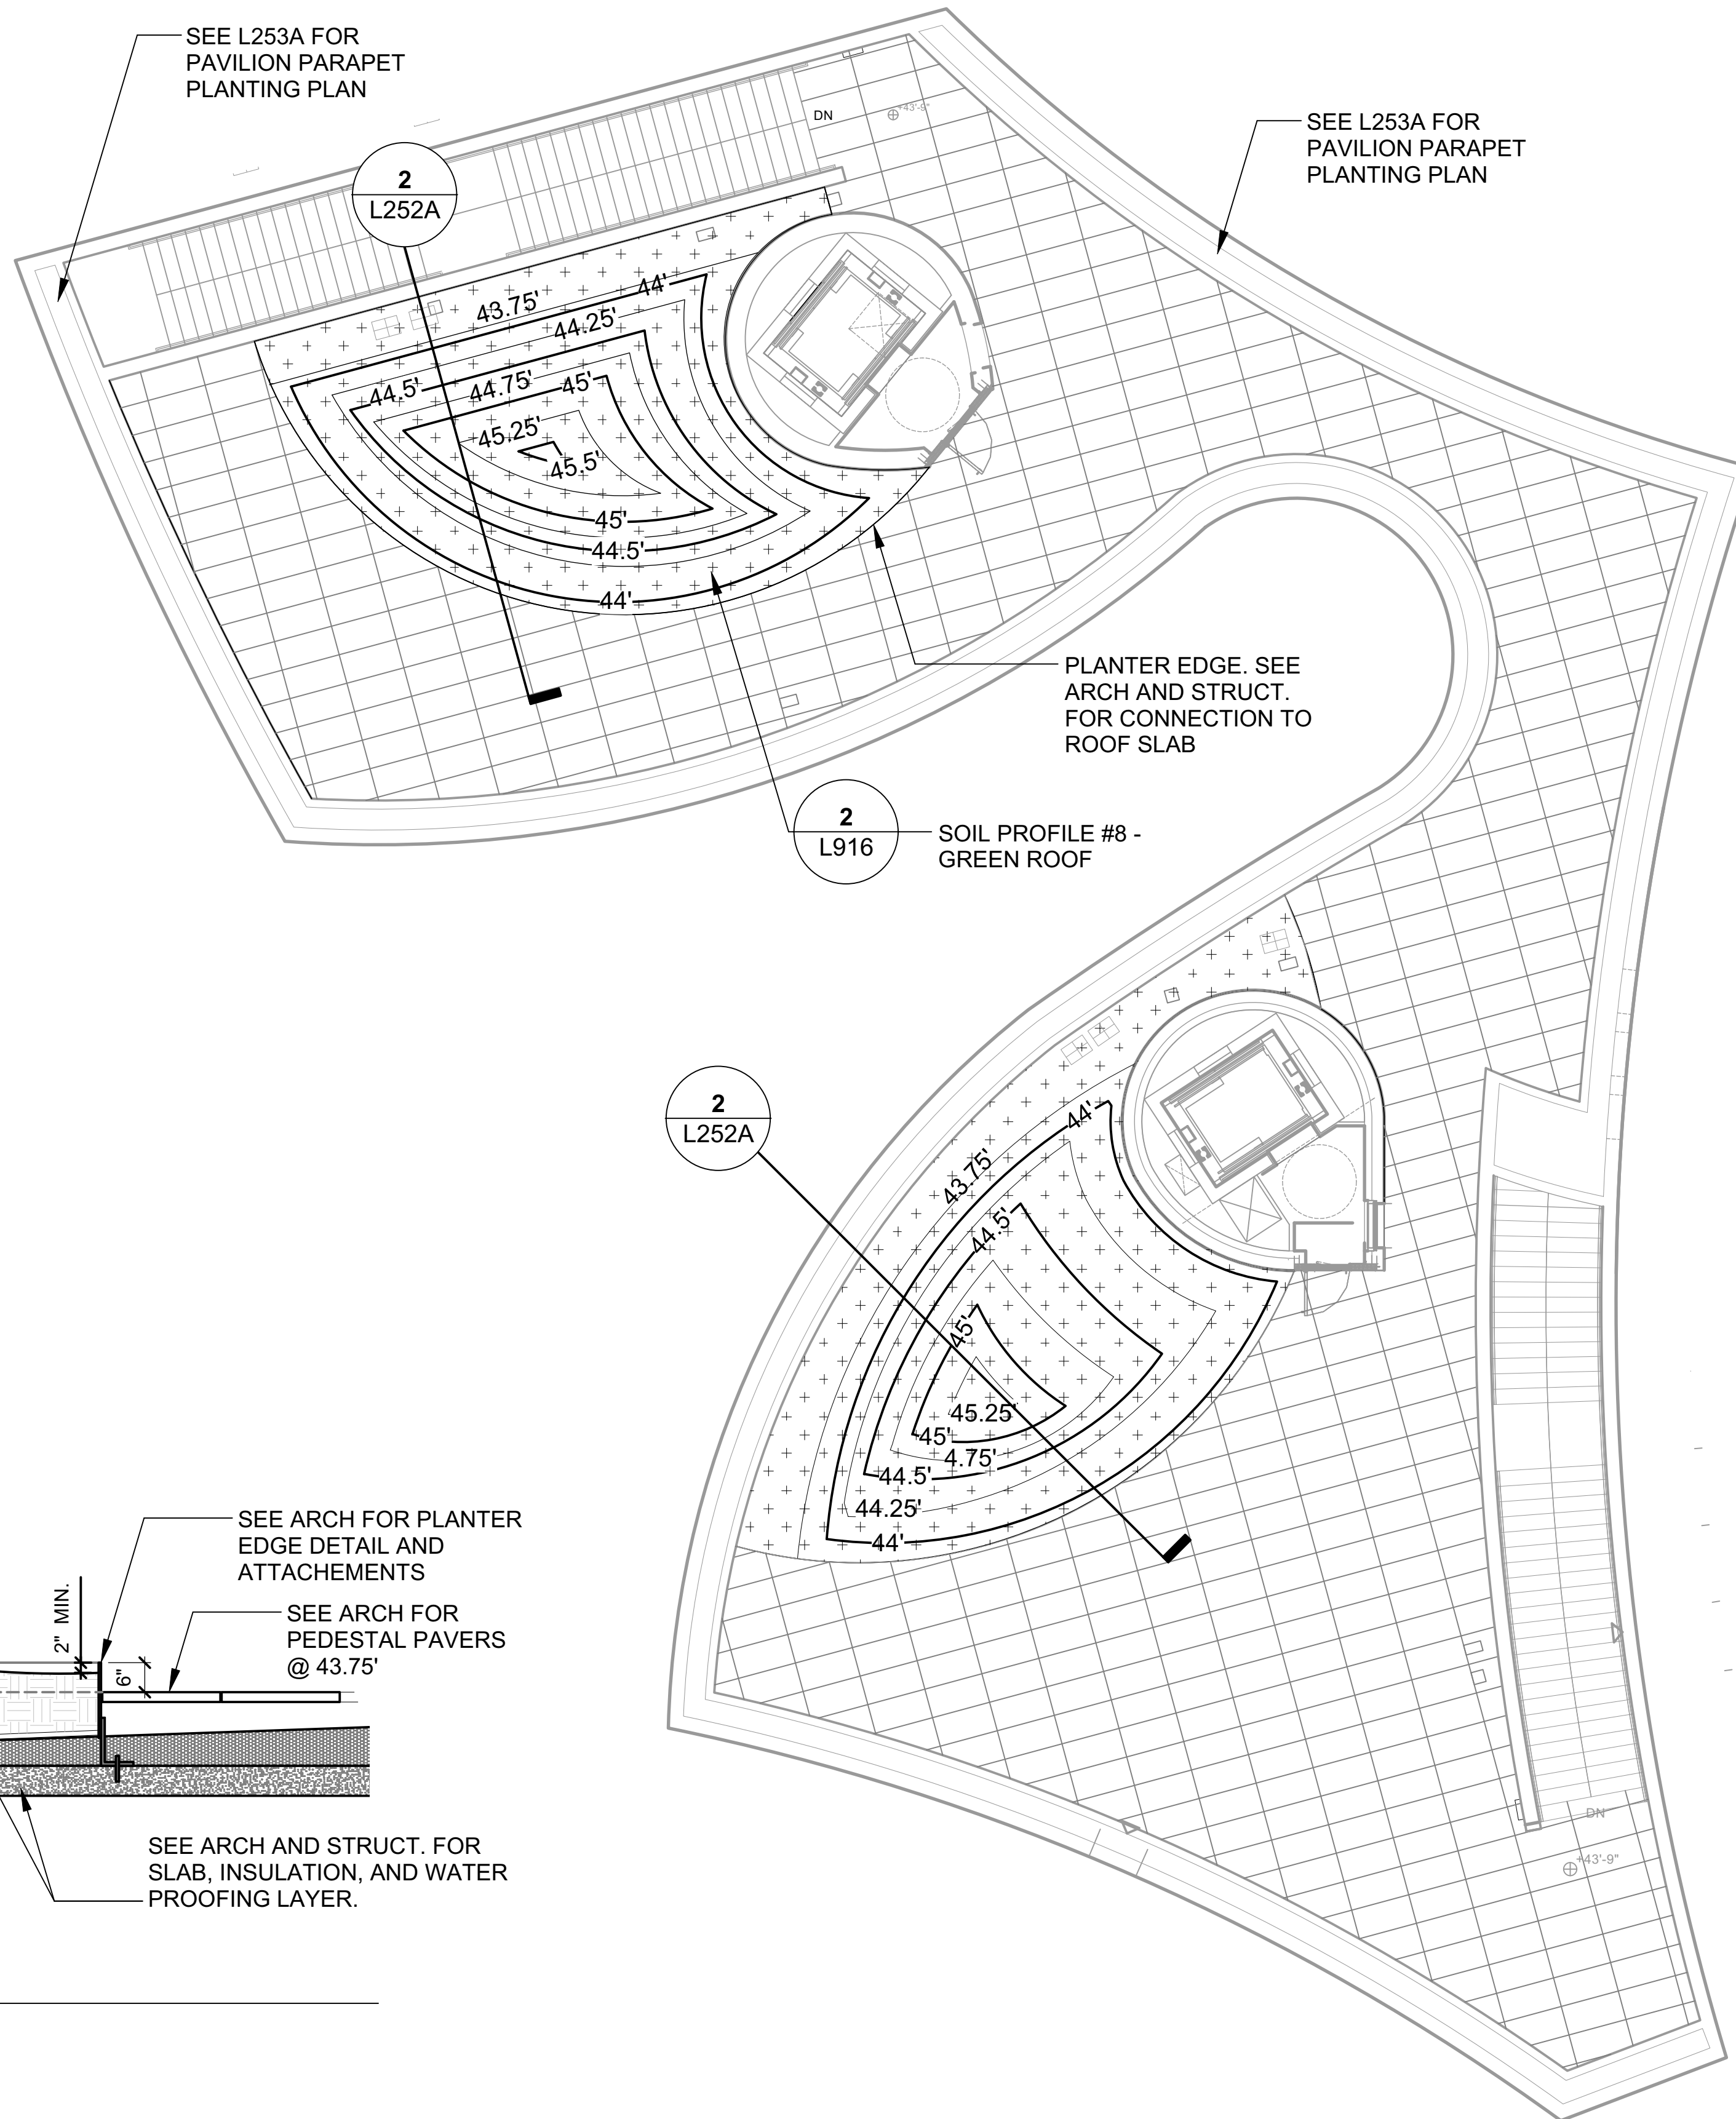 SEE L253A FOR
PAVILION PARAPET
PLANTING PLAN
SEE L253A FOR
PAVILION PARAPET
PLANTING PLAN
DN
+43'-9"
2
L252A
43.75'
44'
44.25'
44.5'
44.75'
45'
45.25'
45.5'
45'
44.5'
44'
PLANTER EDGE. SEE
ARCH AND STRUCT.
FOR CONNECTION TO
ROOF SLAB
2
L916
SOIL PROFILE #8 -
GREEN ROOF
2
L252A
44'
43.75'
44.5'
45'
45.25'
45'
4.75'
44.5'
44.25'
44'
SEE ARCH FOR PLANTER
EDGE DETAIL AND
ATTACHEMENTS
2" MIN.
6"
SEE ARCH FOR
PEDESTAL PAVERS
@ 43.75'
SEE ARCH AND STRUCT. FOR
SLAB, INSULATION, AND WATER
PROOFING LAYER.
DN
+43'-9"